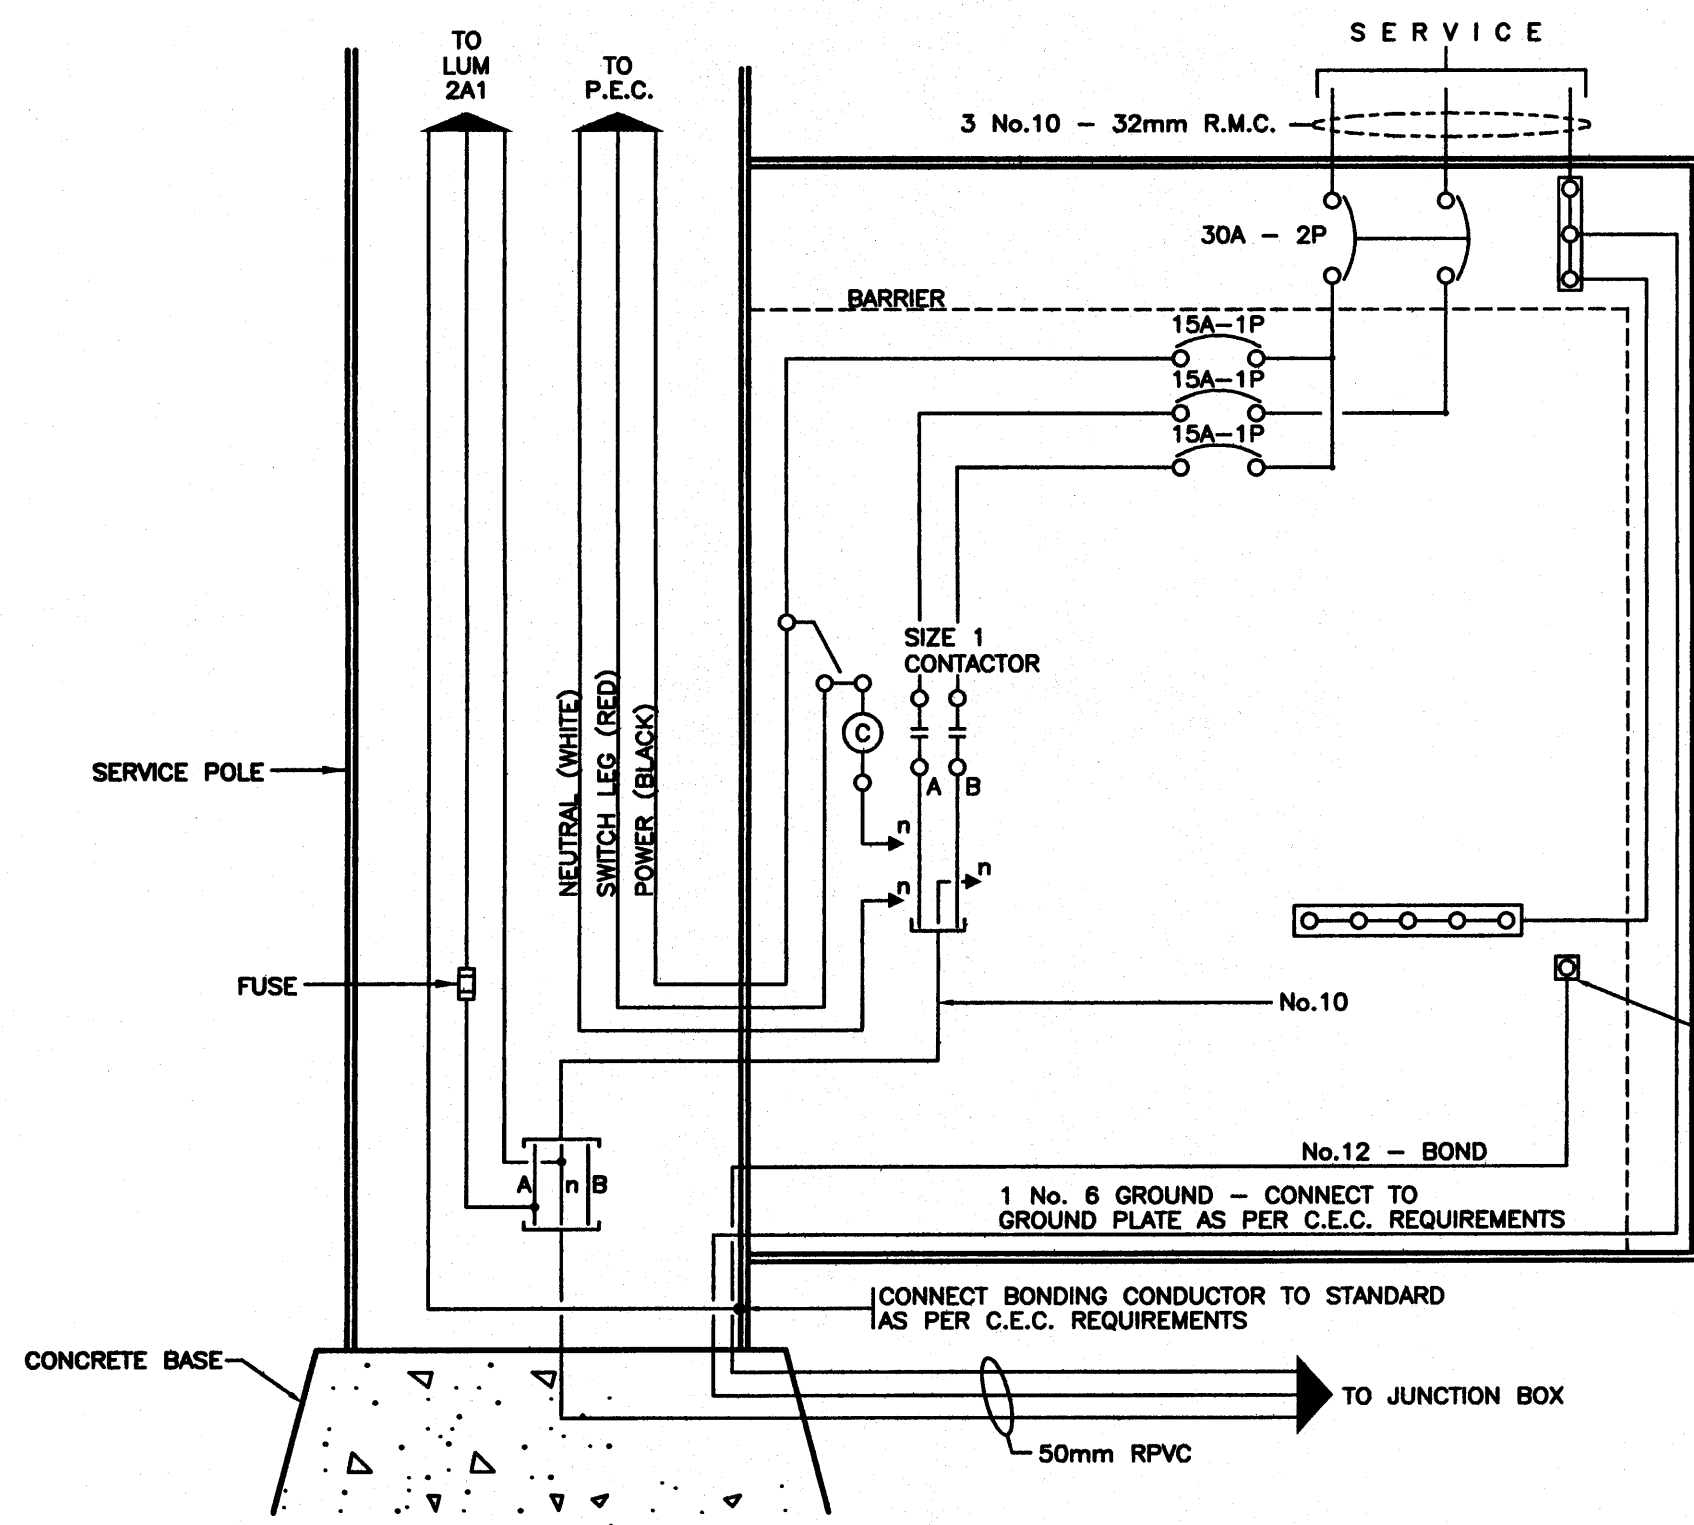 TO
LUM
2A1
TO
P.E.C.
S E R V I C E
3 No.10 – 32mm R.M.C.
30A – 2P
BARRIER
15A–1P
15A–1P
15A–1P
SIZE 1
CONTACTOR
NEUTRAL (WHITE)
SWITCH LEG (RED)
POWER (BLACK)
C
A
B
SERVICE POLE
n
n
n
FUSE
No.10
No.12 – BOND
A
n
B
1 No. 6 GROUND – CONNECT TO
GROUND PLATE AS PER C.E.C. REQUIREMENTS
CONNECT BONDING CONDUCTOR TO STANDARD
AS PER C.E.C. REQUIREMENTS
CONCRETE BASE
TO JUNCTION BOX
50mm RPVC